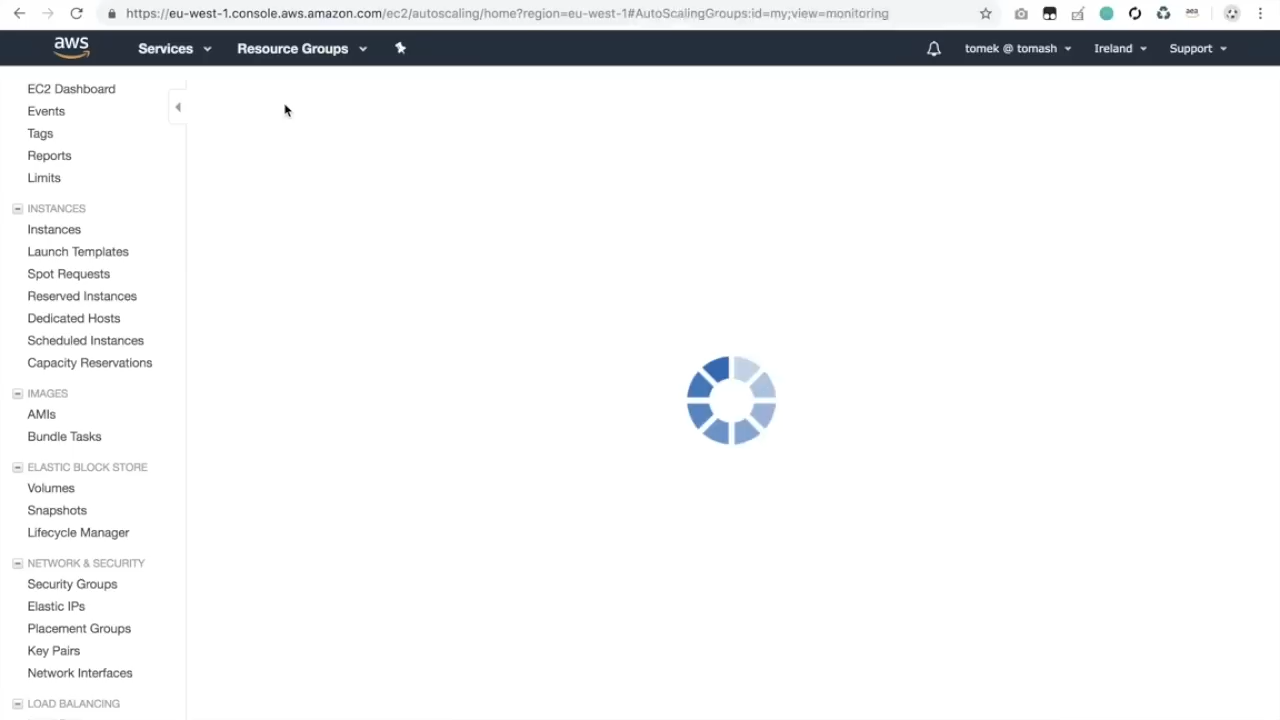 https://eu-west-1.console.aws.amazon.com/ec2/autoscaling/home?region=eu-west-1#AutoScalingGroups:id=my;view=monitoring
aws Services Resource Groups tomek @ tomash Ireland Support
EC2 Dashboard
Events
Tags
Reports
Limits
INSTANCES
Instances
Launch Templates
Spot Requests
Reserved Instances
Dedicated Hosts
Scheduled Instances
Capacity Reservations
IMAGES
AMIs
Bundle Tasks
ELASTIC BLOCK STORE
Volumes
Snapshots
Lifecycle Manager
NETWORK & SECURITY
Security Groups
Elastic IPs
Placement Groups
Key Pairs
Network Interfaces
LOAD BALANCING